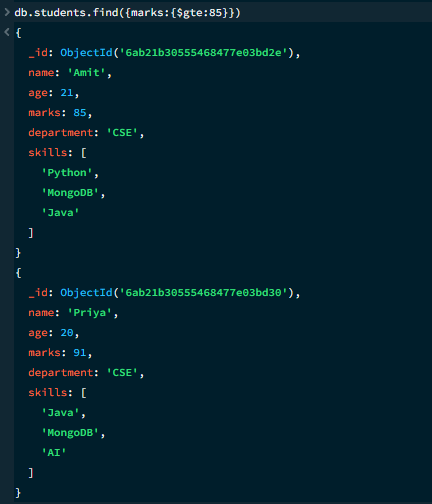 > db.students.find({marks:{$gte:85}})
< {
_id: ObjectId('6ab21b30555468477e03bd2e'),
name: 'Amit',
age: 21,
marks: 85,
department: 'CSE',
skills: [
'Python',
'MongoDB',
'Java'
]
}
{
_id: ObjectId('6ab21b30555468477e03bd30'),
name: 'Priya',
age: 20,
marks: 91,
department: 'CSE',
skills: [
'Java',
'MongoDB',
'AI'
]
}